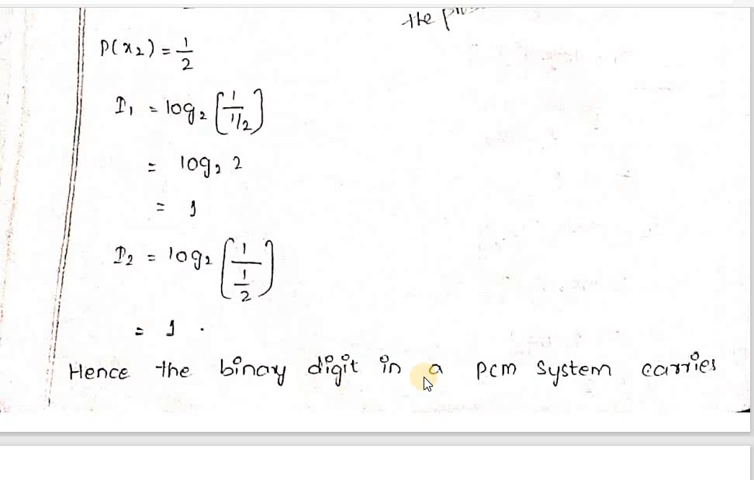 the
P(x₂) = 1/2
I₁ = log₂ [1/(1/2)]
= log₂ 2
= 1
I₂ = log₂ [1/(1/2)]
= 1 .
Hence the binary digit in a pcm system carries